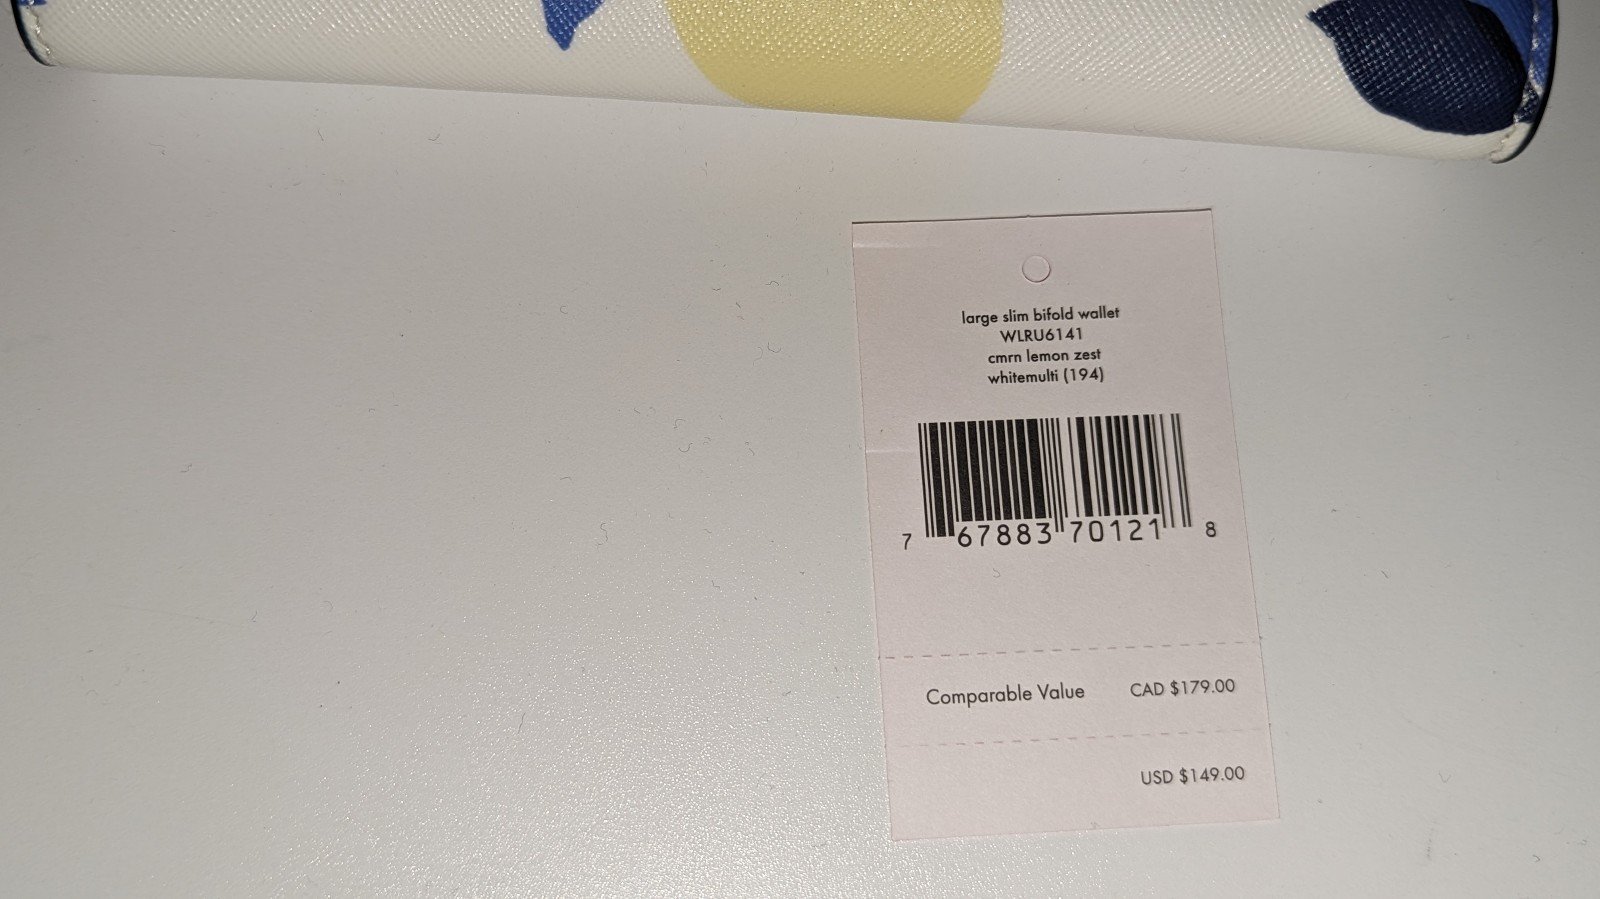 large slim bifold wallet
WLRU6141
cmrn lemon zest
whitemulti (194)
7 67883 70121 8
Comparable Value CAD $179.00
USD $149.00